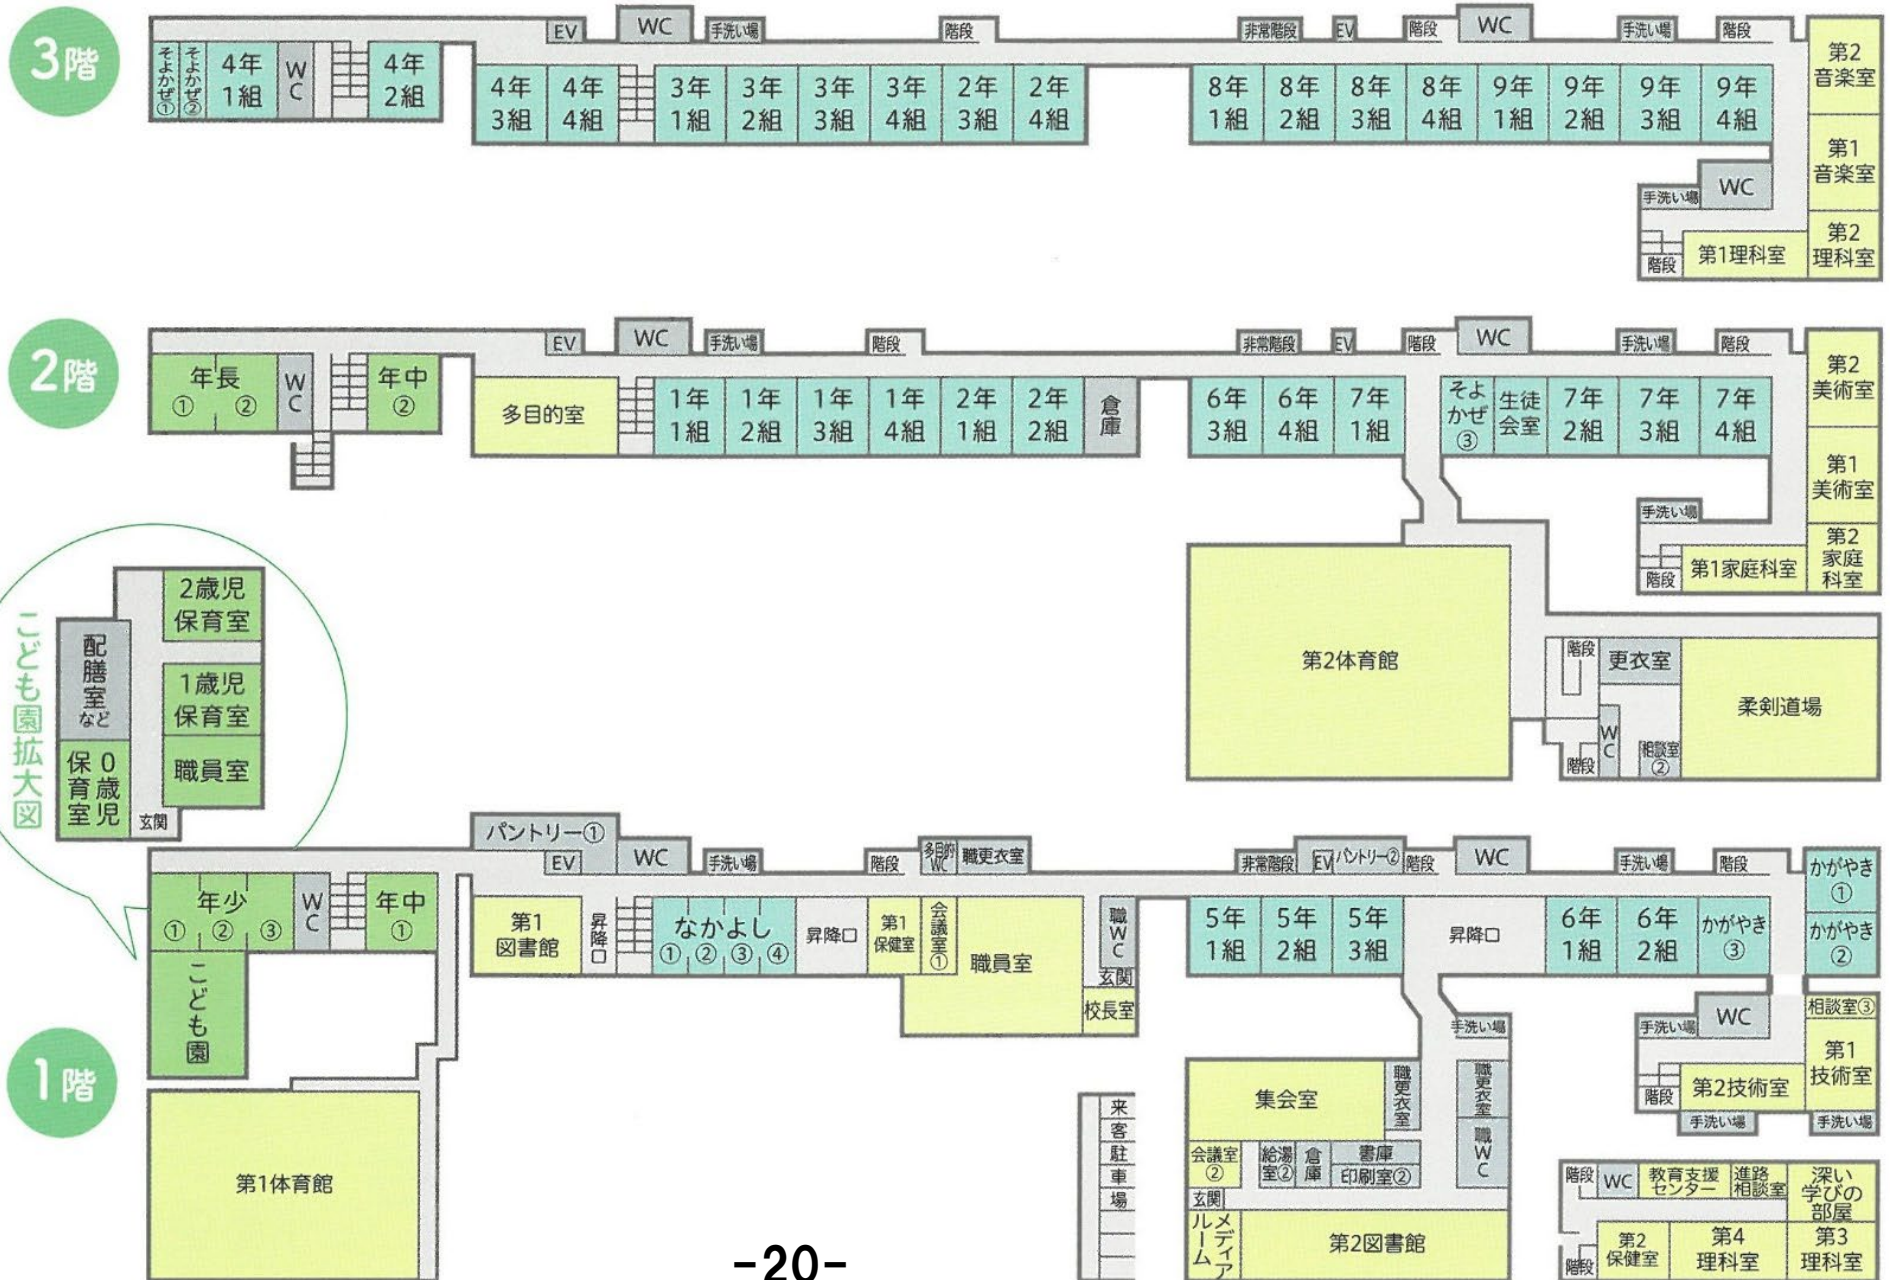 3階
EV
WC
手洗い場
階段
非常階段
EV
階段
WC
手洗い場
階段
そよかぜ①
そよかぜ②
4年
1組
WC
4年
2組
4年
3組
4年
4組
3年
1組
3年
2組
3年
3組
3年
4組
2年
3組
2年
4組
8年
1組
8年
2組
8年
3組
8年
4組
9年
1組
9年
2組
9年
3組
9年
4組
第2
音楽室
第1
音楽室
WC
手洗い場
階段
第1理科室
第2
理科室
2階
EV
WC
手洗い場
階段
非常階段
EV
階段
WC
手洗い場
階段
年長
① ②
WC
年中
②
多目的室
1年
1組
1年
2組
1年
3組
1年
4組
2年
1組
2年
2組
倉庫
6年
3組
6年
4組
7年
1組
そよ
かぜ
③
生徒
会室
7年
2組
7年
3組
7年
4組
第2
美術室
第1
美術室
手洗い場
階段
第1家庭科室
第2
家庭
科室
第2体育館
階段
更衣室
柔剣道場
WC
相談室
②
階段
こども園拡大図
2歳児
保育室
配膳室
など
1歳児
保育室
0歳児
保育室
職員室
玄関
1階
パントリー①
EV
WC
手洗い場
階段
多目的
WC
職更衣室
非常階段
EV
パントリー②
階段
WC
手洗い場
階段
年少
① ② ③
WC
年中
①
こども園
第1
図書館
昇降口
なかよし
① ② ③ ④
昇降口
第1
保健室
会議室①
職員室
職WC
玄関
校長室
5年
1組
5年
2組
5年
3組
昇降口
6年
1組
6年
2組
かがやき
③
かがやき
①
かがやき
②
WC
手洗い場
相談室③
第1
技術室
階段
第2技術室
手洗い場
手洗い場
第1体育館
来客駐車場
手洗い場
集会室
職更衣室
職更衣室
職WC
会議室
②
給湯
室②
倉庫
書庫
印刷室②
玄関
メディア
ルーム
第2図書館
階段
WC
教育支援
センター
進路
相談室
深い
学びの
部屋
階段
第2
保健室
第4
理科室
第3
理科室
-20-